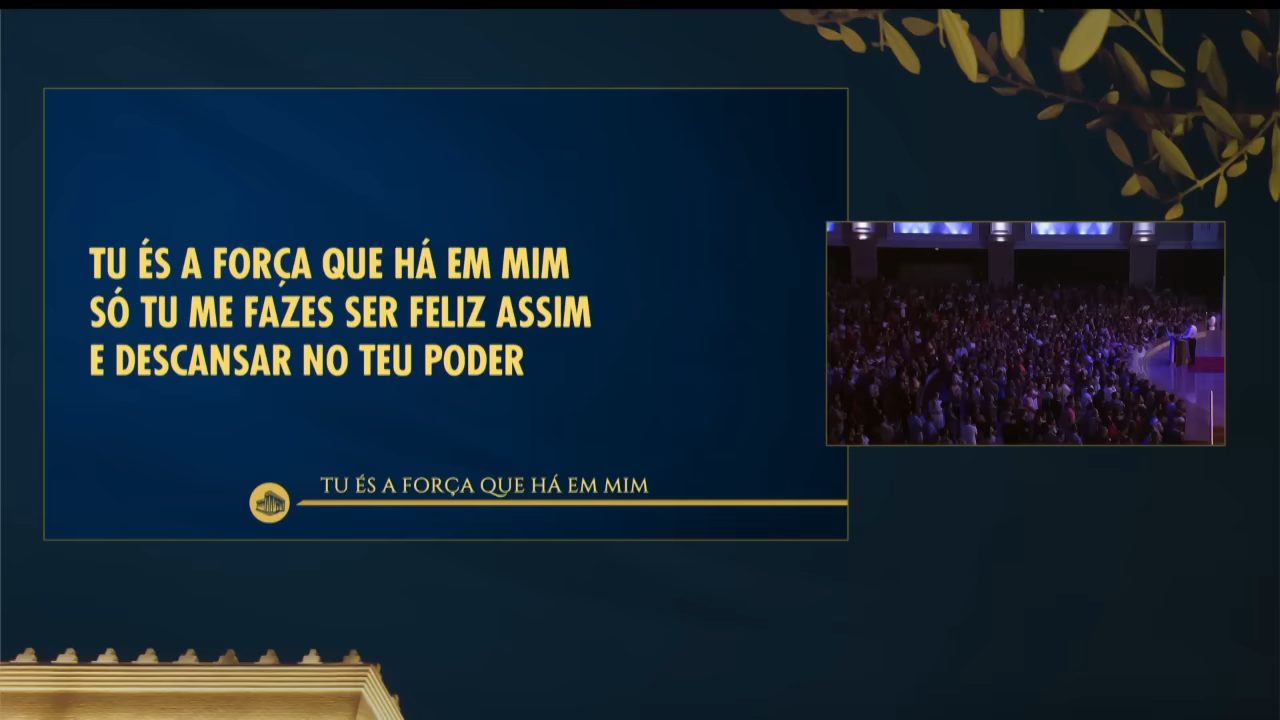 TU ÉS A FORÇA QUE HÁ EM MIM
SÓ TU ME FAZES SER FELIZ ASSIM
E DESCANSAR NO TEU PODER
TU ÉS A FORÇA QUE HÁ EM MIM